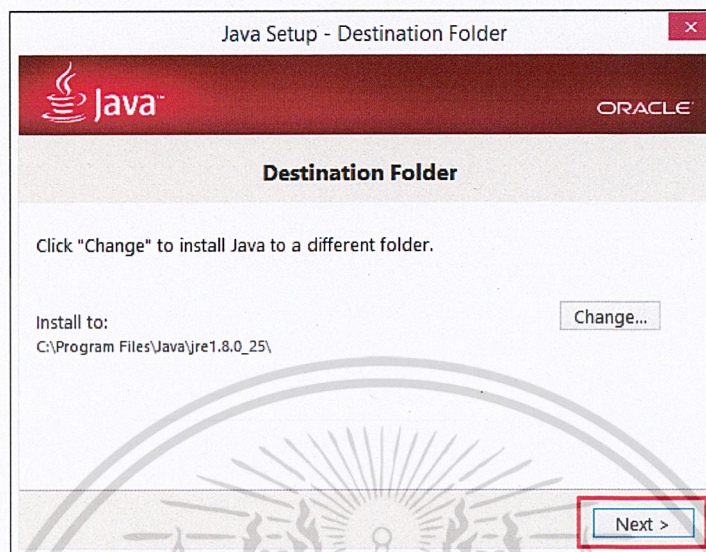 Java Setup - Destination Folder
Java™
ORACLE
Destination Folder
Click "Change" to install Java to a different folder.
Change...
Install to:
C:\Program Files\Java\jre1.8.0_25\
Next >